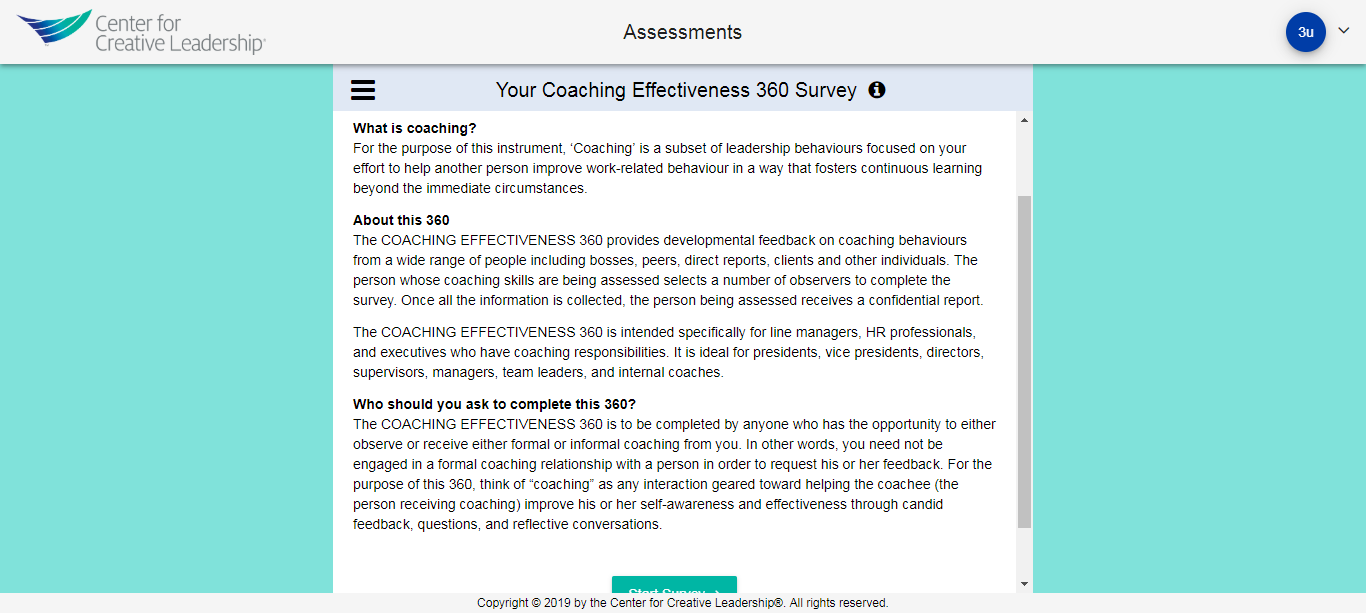 Center for
Creative Leadership®
Assessments
3u
Your Coaching Effectiveness 360 Survey
What is coaching?
For the purpose of this instrument, ‘Coaching’ is a subset of leadership behaviours focused on your
effort to help another person improve work-related behaviour in a way that fosters continuous learning
beyond the immediate circumstances.
About this 360
The COACHING EFFECTIVENESS 360 provides developmental feedback on coaching behaviours
from a wide range of people including bosses, peers, direct reports, clients and other individuals. The
person whose coaching skills are being assessed selects a number of observers to complete the
survey. Once all the information is collected, the person being assessed receives a confidential report.
The COACHING EFFECTIVENESS 360 is intended specifically for line managers, HR professionals,
and executives who have coaching responsibilities. It is ideal for presidents, vice presidents, directors,
supervisors, managers, team leaders, and internal coaches.
Who should you ask to complete this 360?
The COACHING EFFECTIVENESS 360 is to be completed by anyone who has the opportunity to either
observe or receive either formal or informal coaching from you. In other words, you need not be
engaged in a formal coaching relationship with a person in order to request his or her feedback. For the
purpose of this 360, think of “coaching” as any interaction geared toward helping the coachee (the
person receiving coaching) improve his or her self-awareness and effectiveness through candid
feedback, questions, and reflective conversations.
Start Survey
Copyright © 2019 by the Center for Creative Leadership®. All rights reserved.